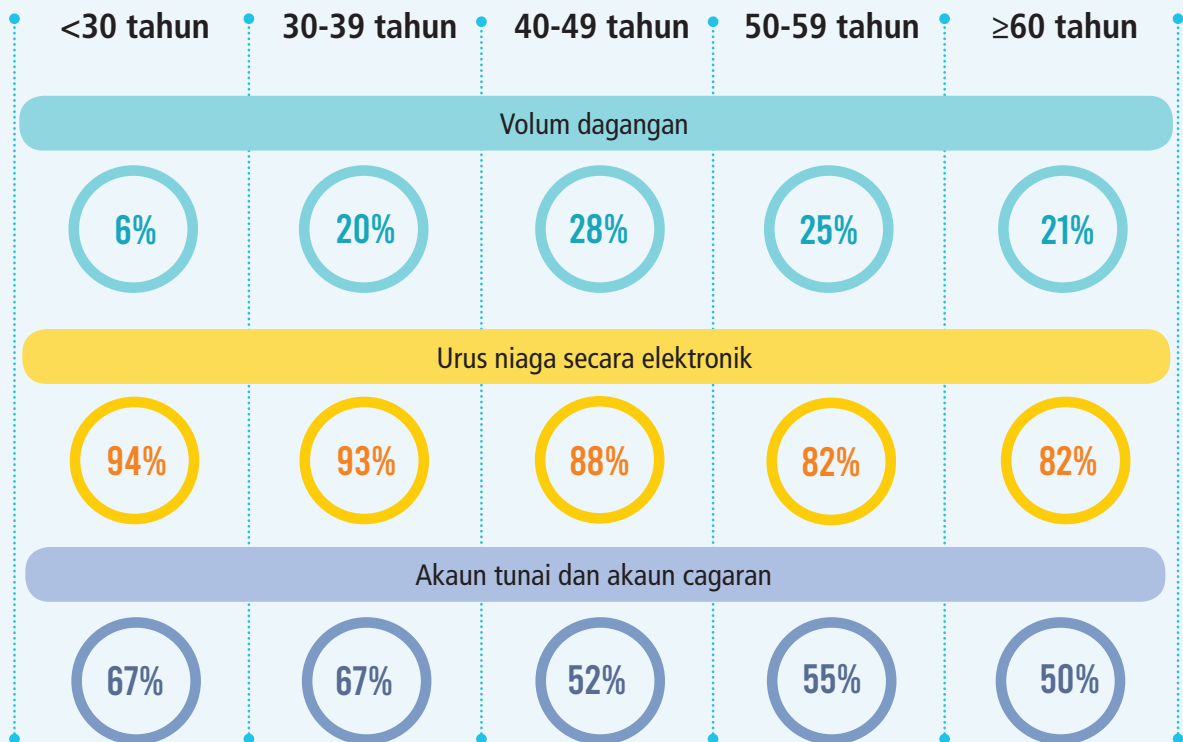 <30 tahun 30-39 tahun 40-49 tahun 50-59 tahun ≥60 tahun
Volum dagangan
6% 20% 28% 25% 21%
Urus niaga secara elektronik
94% 93% 88% 82% 82%
Akaun tunai dan akaun cagaran
67% 67% 52% 55% 50%